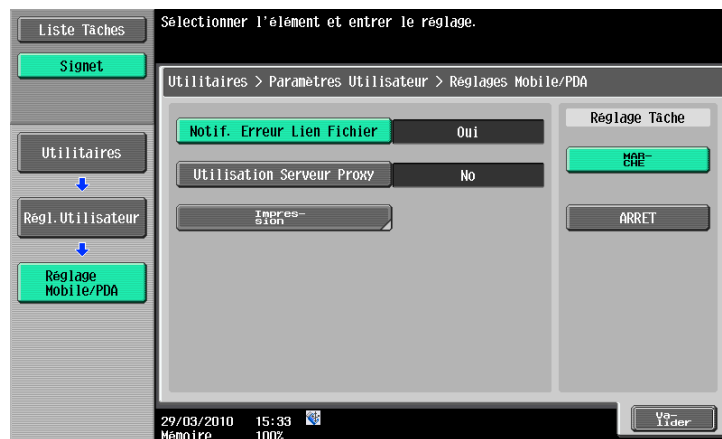 Liste Tâches
Signet
Sélectionner l'élément et entrer le réglage.
Utilitaires > Paramètres Utilisateur > Réglages Mobile/PDA
Utilitaires
Régl.Utilisateur
Réglage
Mobile/PDA
Notif. Erreur Lien Fichier
Oui
Utilisation Serveur Proxy
No
Impres-
sion
Réglage Tâche
MAR-
CHE
ARRET
29/03/2010 15:33
Mémoire 100%
Va-
lider